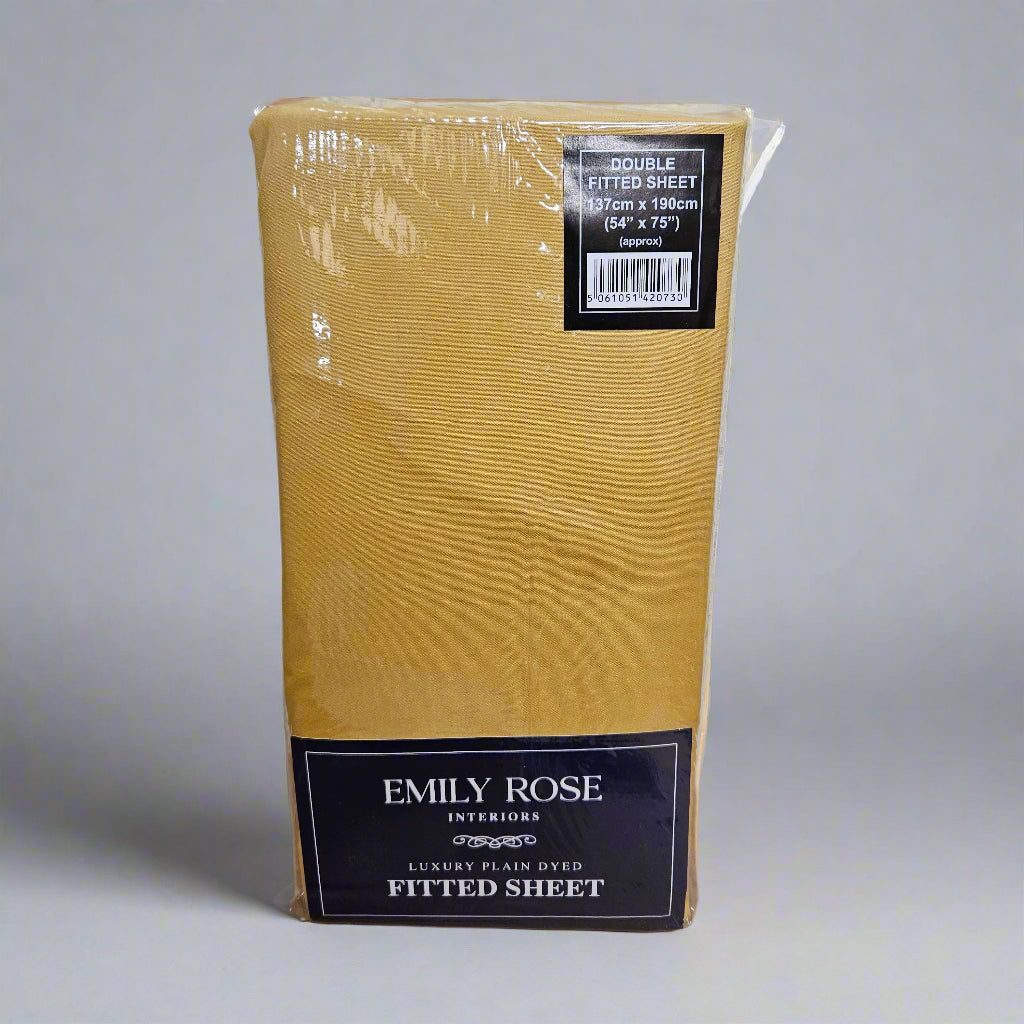 DOUBLE
FITTED SHEET
137cm x 190cm
(54” x 75”)
(approx)
5 061051 420730
EMILY ROSE
INTERIORS
LUXURY PLAIN DYED
FITTED SHEET